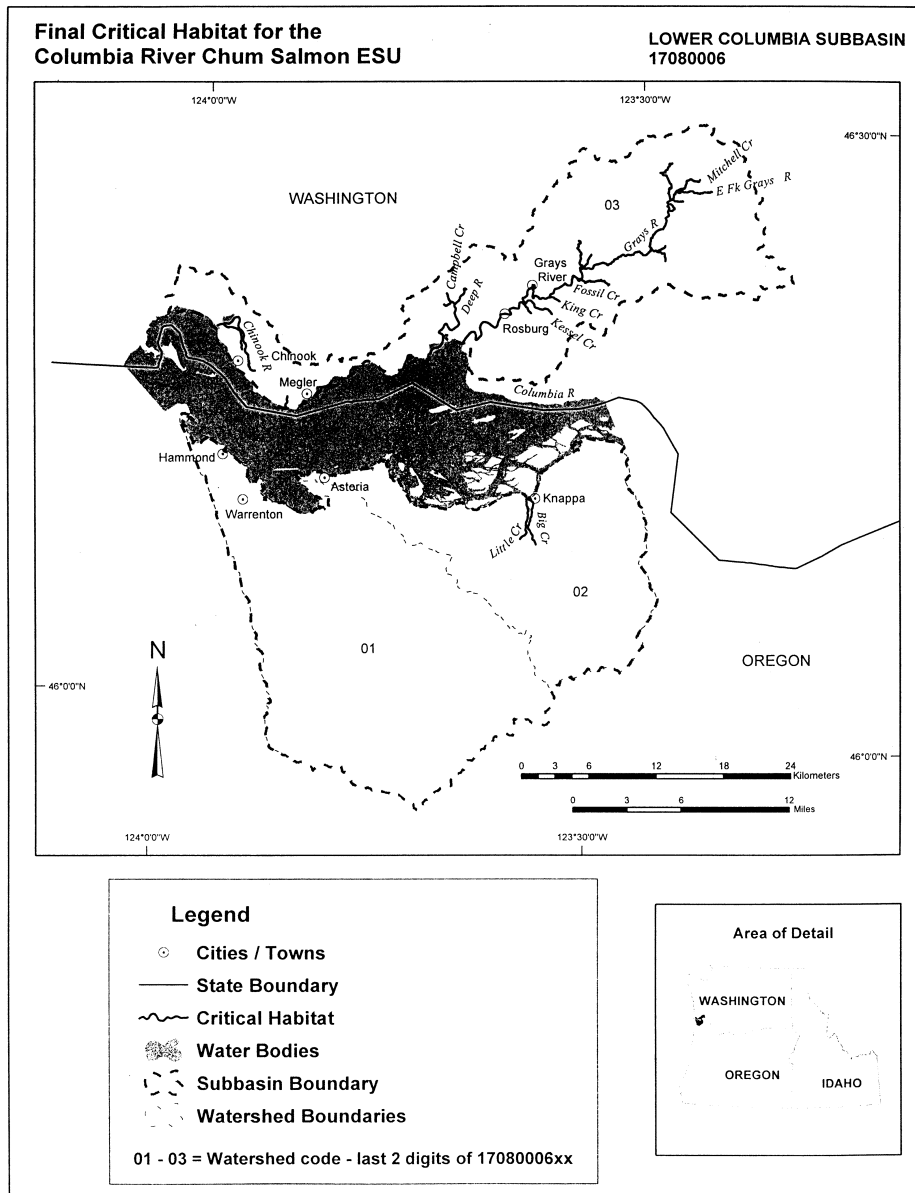 Final Critical Habitat for the
Columbia River Chum Salmon ESU
LOWER COLUMBIA SUBBASIN
17080006
124°0'0"W
123°30'0"W
46°30'0"N
WASHINGTON
03
Mitchell Cr
E Fk Grays R
Grays R
Campbell Cr
Deep R
Grays
River
Fossil Cr
King Cr
Kessel Cr
Rosburg
Chinook R
Chinook
Megler
Columbia R
Hammond
Astoria
Warrenton
Knappa
Little Cr
Big Cr
02
01
OREGON
N
46°0'0"N
46°0'0"N
0 3 6 12 18 24
Kilometers
0 3 6 12
Miles
124°0'0"W
123°30'0"W
Legend
Cities / Towns
State Boundary
Critical Habitat
Water Bodies
Subbasin Boundary
Watershed Boundaries
01 - 03 = Watershed code - last 2 digits of 17080006xx
Area of Detail
WASHINGTON
OREGON
IDAHO